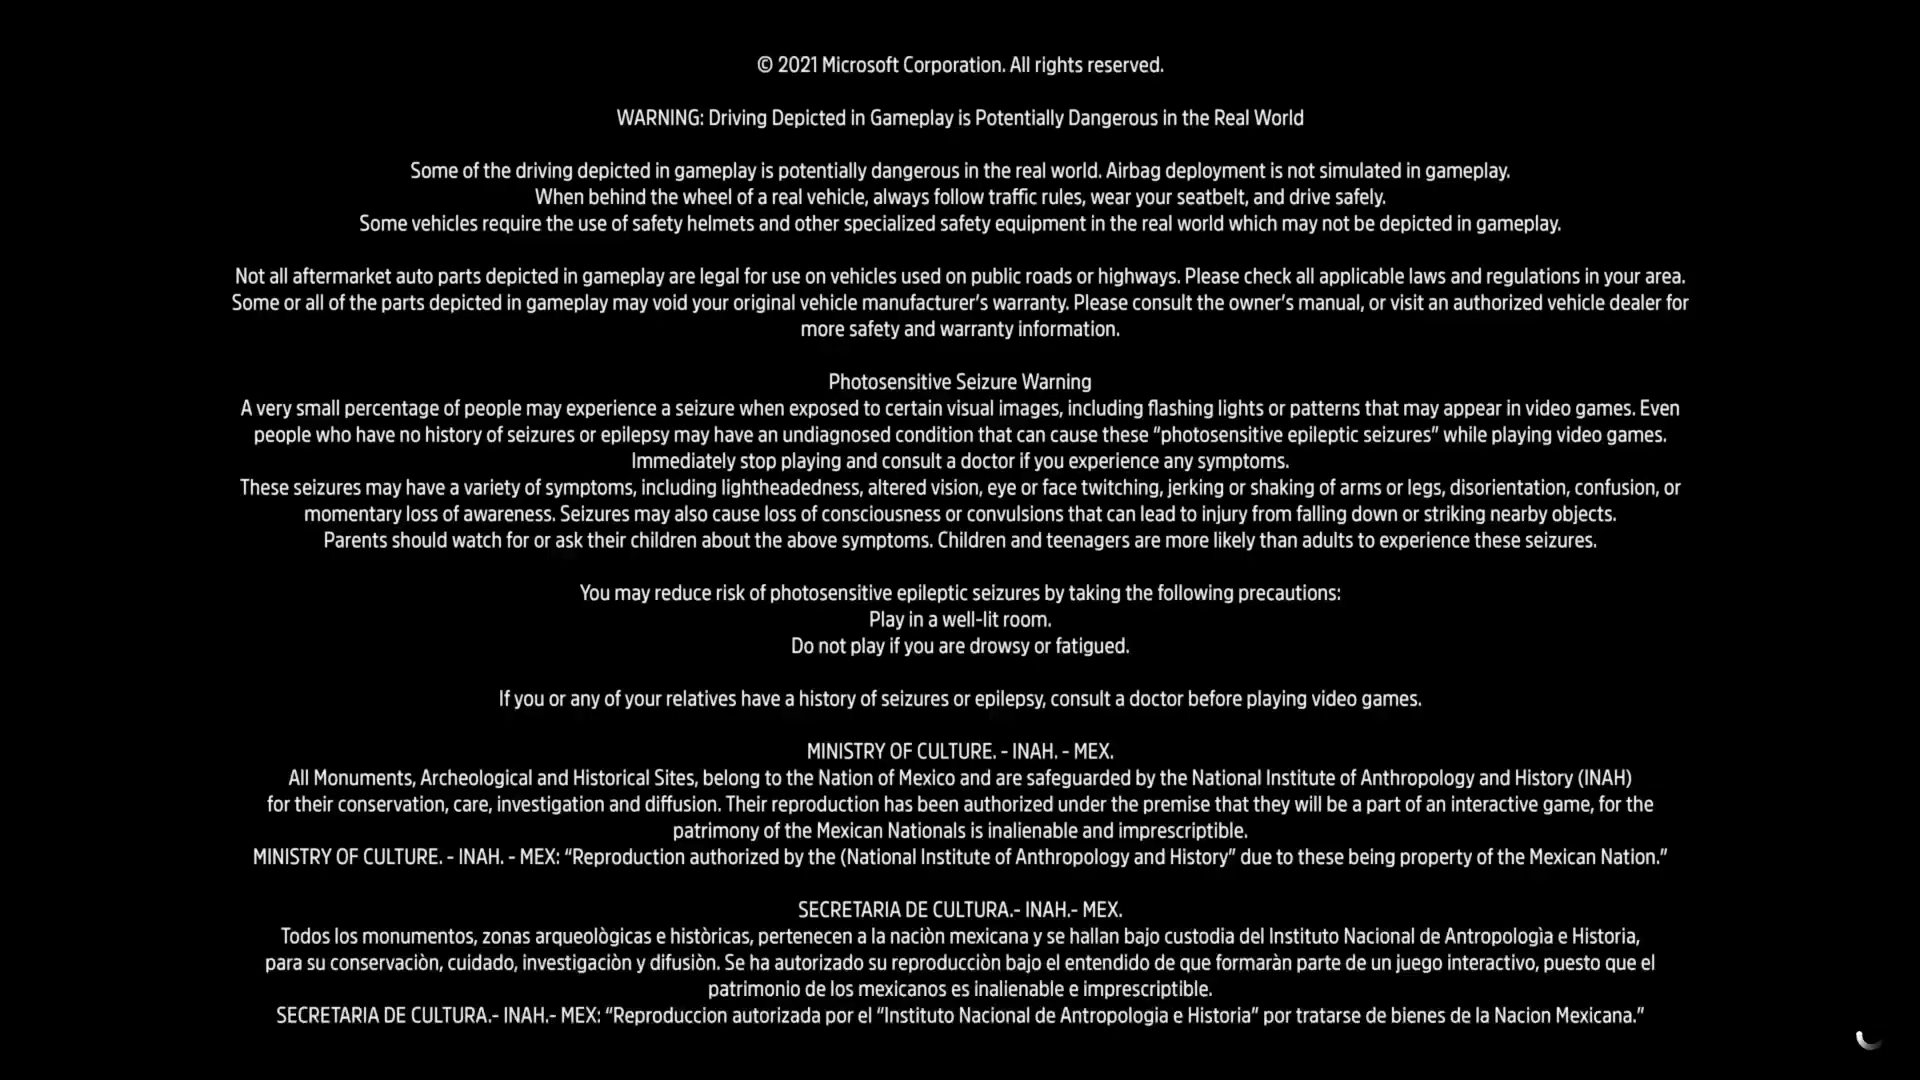 © 2021 Microsoft Corporation. All rights reserved.
WARNING: Driving Depicted in Gameplay is Potentially Dangerous in the Real World
Some of the driving depicted in gameplay is potentially dangerous in the real world. Airbag deployment is not simulated in gameplay.
When behind the wheel of a real vehicle, always follow traffic rules, wear your seatbelt, and drive safely.
Some vehicles require the use of safety helmets and other specialized safety equipment in the real world which may not be depicted in gameplay.
Not all aftermarket auto parts depicted in gameplay are legal for use on vehicles used on public roads or highways. Please check all applicable laws and regulations in your area.
Some or all of the parts depicted in gameplay may void your original vehicle manufacturer's warranty. Please consult the owner's manual, or visit an authorized vehicle dealer for
more safety and warranty information.
Photosensitive Seizure Warning
A very small percentage of people may experience a seizure when exposed to certain visual images, including flashing lights or patterns that may appear in video games. Even
people who have no history of seizures or epilepsy may have an undiagnosed condition that can cause these “photosensitive epileptic seizures” while playing video games.
Immediately stop playing and consult a doctor if you experience any symptoms.
These seizures may have a variety of symptoms, including lightheadedness, altered vision, eye or face twitching, jerking or shaking of arms or legs, disorientation, confusion, or
momentary loss of awareness. Seizures may also cause loss of consciousness or convulsions that can lead to injury from falling down or striking nearby objects.
Parents should watch for or ask their children about the above symptoms. Children and teenagers are more likely than adults to experience these seizures.
You may reduce risk of photosensitive epileptic seizures by taking the following precautions:
Play in a well-lit room.
Do not play if you are drowsy or fatigued.
If you or any of your relatives have a history of seizures or epilepsy, consult a doctor before playing video games.
MINISTRY OF CULTURE. - INAH. - MEX.
All Monuments, Archeological and Historical Sites, belong to the Nation of Mexico and are safeguarded by the National Institute of Anthropology and History (INAH)
for their conservation, care, investigation and diffusion. Their reproduction has been authorized under the premise that they will be a part of an interactive game, for the
patrimony of the Mexican Nationals is inalienable and imprescriptible.
MINISTRY OF CULTURE. - INAH. - MEX: “Reproduction authorized by the (National Institute of Anthropology and History” due to these being property of the Mexican Nation.”
SECRETARIA DE CULTURA.- INAH.- MEX.
Todos los monumentos, zonas arqueològicas e històricas, pertenecen a la naciòn mexicana y se hallan bajo custodia del Instituto Nacional de Antropologìa e Historia,
para su conservaciòn, cuidado, investigaciòn y difusiòn. Se ha autorizado su reproducciòn bajo el entendido de que formaràn parte de un juego interactivo, puesto que el
patrimonio de los mexicanos es inalienable e imprescriptible.
SECRETARIA DE CULTURA.- INAH.- MEX: “Reproduccion autorizada por el “Instituto Nacional de Antropologia e Historia” por tratarse de bienes de la Nacion Mexicana.”